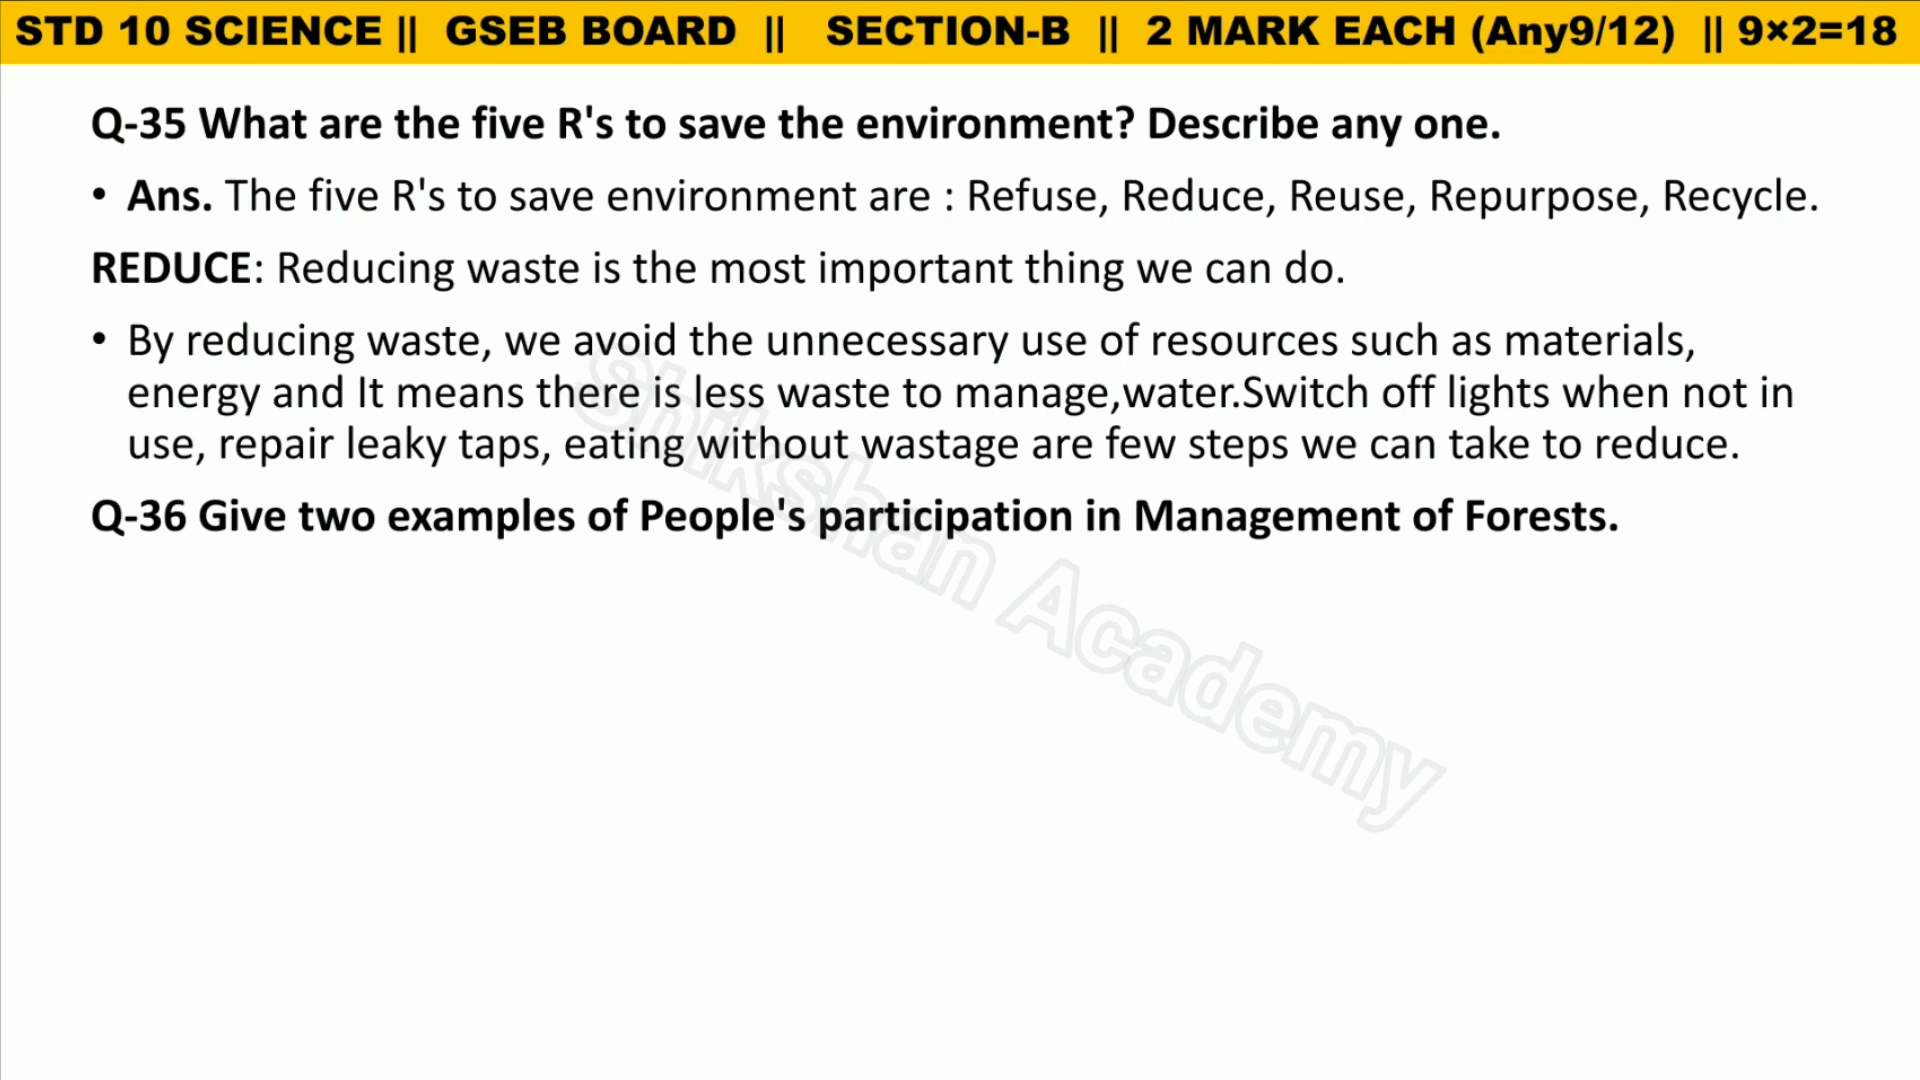 STD 10 SCIENCE || GSEB BOARD || SECTION-B || 2 MARK EACH (Any9/12) || 9×2=18
Q-35 What are the five R's to save the environment? Describe any one.
• Ans. The five R's to save environment are : Refuse, Reduce, Reuse, Repurpose, Recycle.
REDUCE: Reducing waste is the most important thing we can do.
• By reducing waste, we avoid the unnecessary use of resources such as materials,
energy and It means there is less waste to manage,water.Switch off lights when not in
use, repair leaky taps, eating without wastage are few steps we can take to reduce.
Q-36 Give two examples of People's participation in Management of Forests.
Shikshan Academy